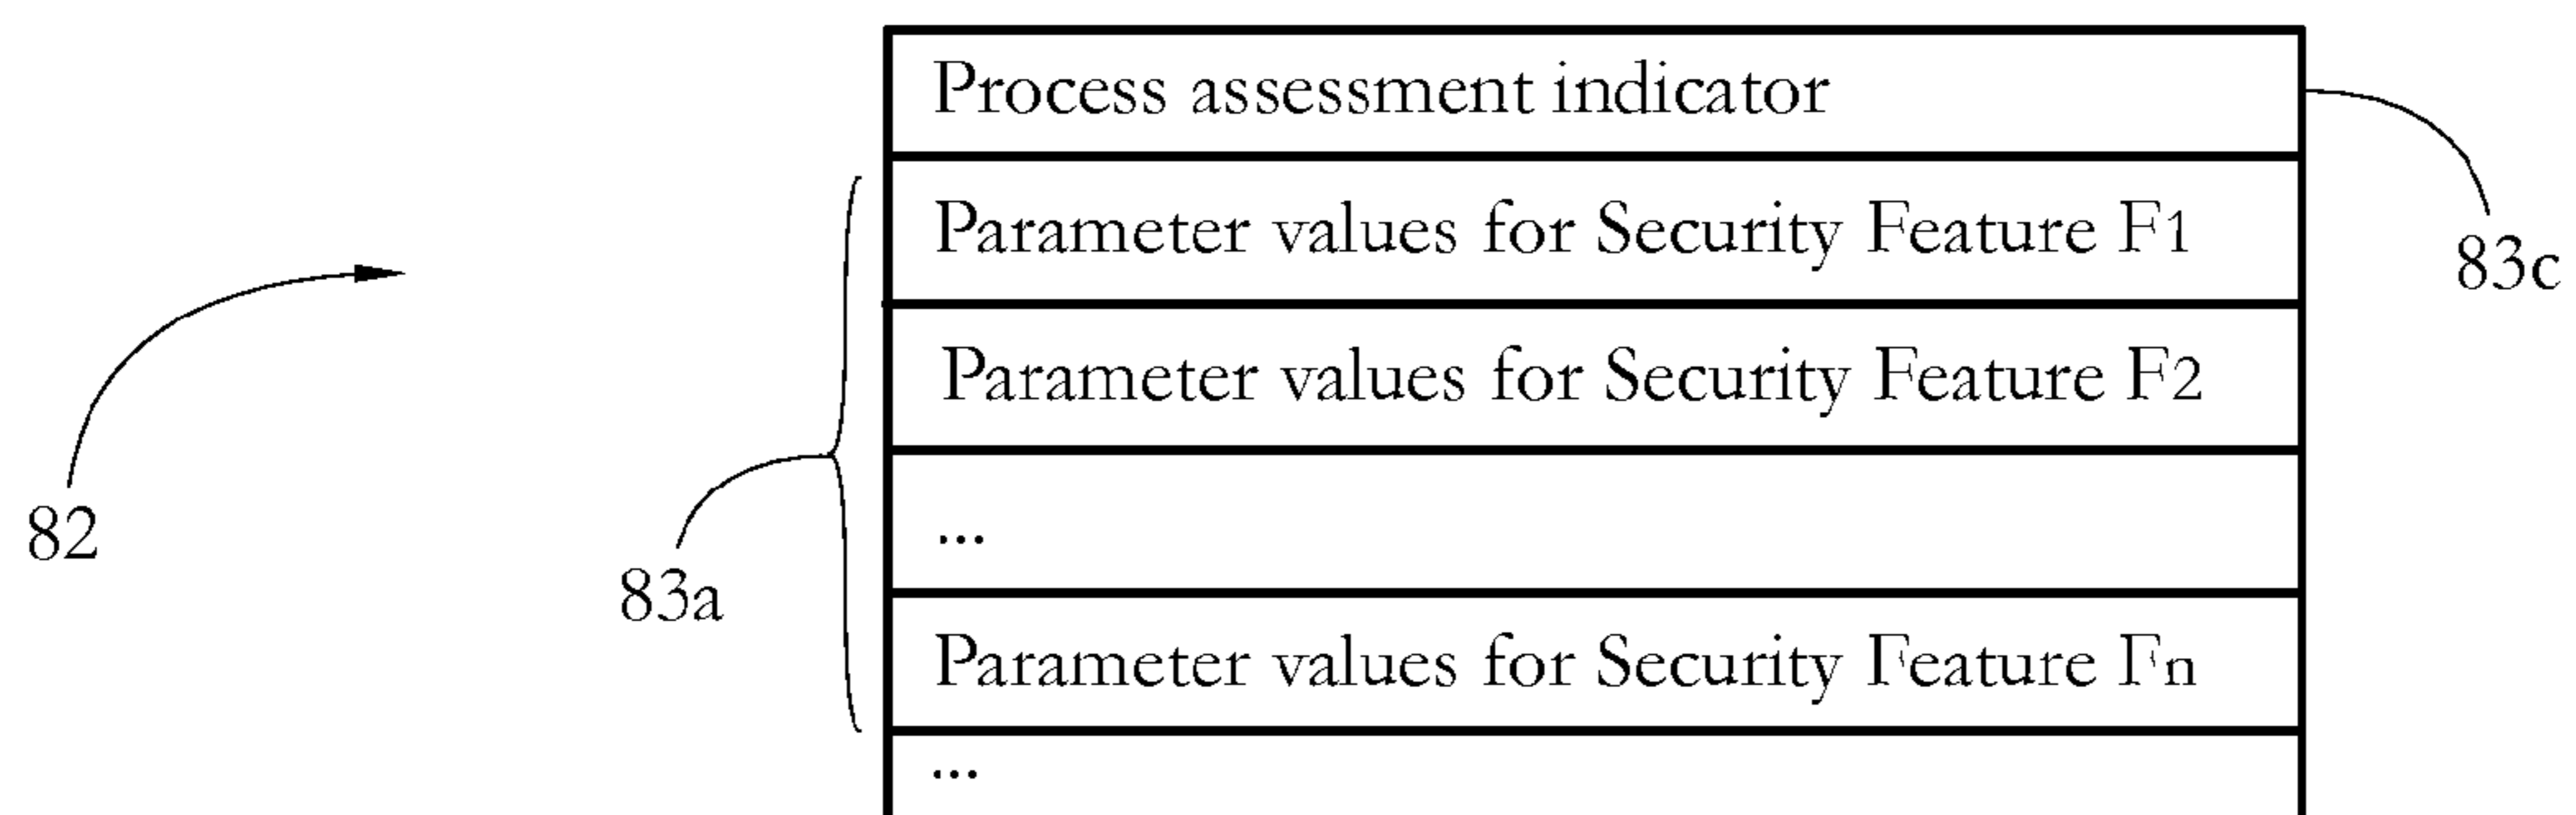 Process assessment indicator
Parameter values for Security Feature F1
83c
Parameter values for Security Feature F2
82
...
83a
Parameter values for Security Feature Fn
...